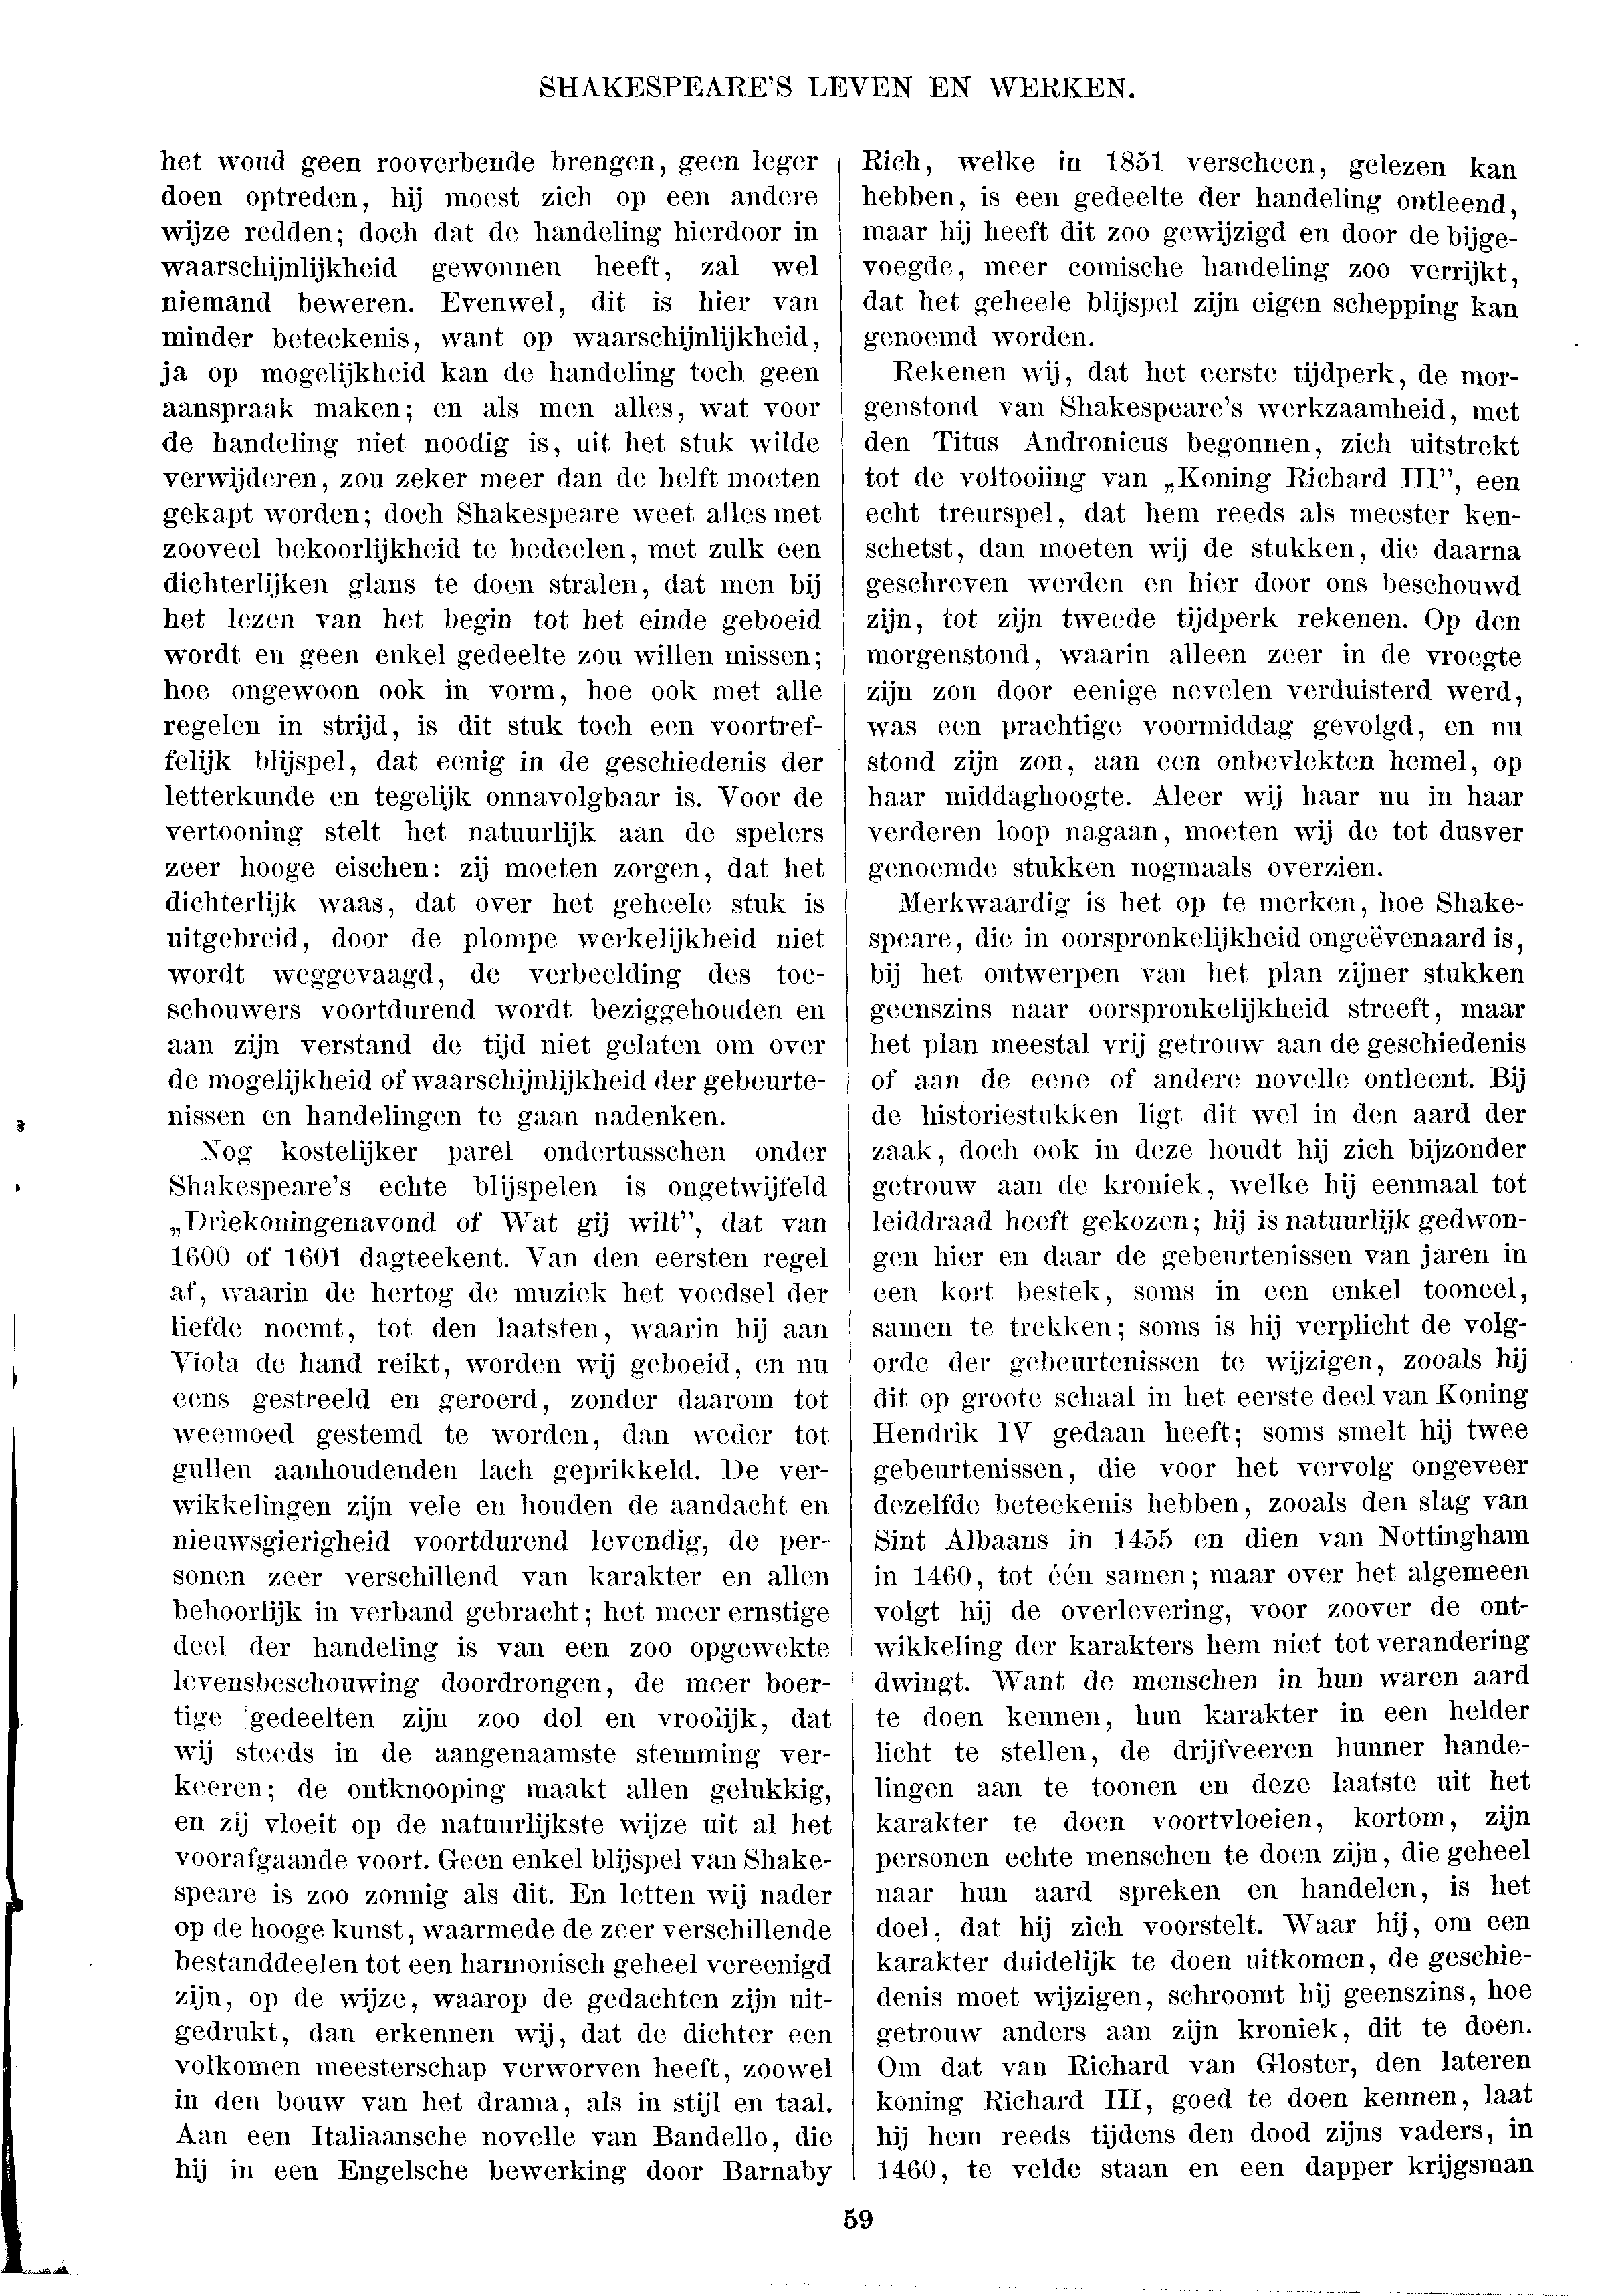 SHAKESPEARE'S LEVEN EN WERKEN.
het woud geen rooverbende brengen, geen leger
doen optreden, hij moest zich op een andere
wijze redden; doch dat de handeling hierdoor in
waarschijnlijkheid gewonnen heeft, zal wel
niemand beweren. Evenwel, dit is hier van
minder beteekenis, want op waarschijnlijkheid,
ja op mogelijkheid kan de handeling toch geen
aanspraak maken; en als men alles, wat voor
de handeling niet noodig is, uit het stuk wilde
verwijderen, zou zeker meer dan de helft moeten
gekapt worden; doch Shakespeare weet alles met
zooveel bekoorlijkheid te bedeelen, met zulk een
dichterlijken glans te doen stralen, dat men bij
het lezen van het begin tot het einde geboeid
wordt en geen enkel gedeelte zou willen missen;
hoe ongewoon ook in vorm, hoe ook met alle
regelen in strijd, is dit stuk toch een voortref-
felijk blijspel, dat eenig in de geschiedenis der
letterkunde en tegelijk onnavolgbaar is. Voor de
vertooning stelt het natuurlijk aan de spelers
zeer hooge eischen: zij moeten zorgen, dat het
dichterlijk waas, dat over het geheele stuk is
uitgebreid, door de plompe werkelijkheid niet
wordt weggevaagd, de verbeelding des toe-
schouwers voortdurend wordt beziggehouden en
aan zijn verstand de tijd niet gelaten om over
de mogelijkheid of waarschijnlijkheid der gebeurte-
nissen en handelingen te gaan nadenken.
Nog kostelijker parel ondertusschen onder
Shakespeare's echte blijspelen is ongetwijfeld
„Driekoningenavond of Wat gij wilt”, dat van
1600 of 1601 dagteekent. Van den eersten regel
af, waarin de hertog de muziek het voedsel der
liefde noemt, tot den laatsten, waarin hij aan
Viola de hand reikt, worden wij geboeid, en nu
eens gestreeld en geroerd, zonder daarom tot
weemoed gestemd te worden, dan weder tot
gullen aanhoudenden lach geprikkeld. De ver-
wikkelingen zijn vele en houden de aandacht en
nieuwsgierigheid voortdurend levendig, de per-
sonen zeer verschillend van karakter en allen
behoorlijk in verband gebracht; het meer ernstige
deel der handeling is van een zoo opgewekte
levensbeschouwing doordrongen, de meer boer-
tige gedeelten zijn zoo dol en vroolijk, dat
wij steeds in de aangenaamste stemming ver-
keeren; de ontknooping maakt allen gelukkig,
en zij vloeit op de natuurlijkste wijze uit al het
voorafgaande voort. Geen enkel blijspel van Shake-
speare is zoo zonnig als dit. En letten wij nader
op de hooge kunst, waarmede de zeer verschillende
bestanddeelen tot een harmonisch geheel vereenigd
zijn, op de wijze, waarop de gedachten zijn uit-
gedrukt, dan erkennen wij, dat de dichter een
volkomen meesterschap verworven heeft, zoowel
in den bouw van het drama, als in stijl en taal.
Aan een Italiaansche novelle van Bandello, die
hij in een Engelsche bewerking door Barnaby
Rich, welke in 1851 verscheen, gelezen kan
hebben, is een gedeelte der handeling ontleend,
maar hij heeft dit zoo gewijzigd en door de bijge-
voegde, meer comische handeling zoo verrijkt,
dat het geheele blijspel zijn eigen schepping kan
genoemd worden.
Rekenen wij, dat het eerste tijdperk, de mor-
genstond van Shakespeare's werkzaamheid, met
den Titus Andronicus begonnen, zich uitstrekt
tot de voltooiing van „Koning Richard III”, een
echt treurspel, dat hem reeds als meester ken-
schetst, dan moeten wij de stukken, die daarna
geschreven werden en hier door ons beschouwd
zijn, tot zijn tweede tijdperk rekenen. Op den
morgenstond, waarin alleen zeer in de vroegte
zijn zon door eenige nevelen verduisterd werd,
was een prachtige voormiddag gevolgd, en nu
stond zijn zon, aan een onbevlekten hemel, op
haar middaghoogte. Aleer wij haar nu in haar
verderen loop nagaan, moeten wij de tot dusver
genoemde stukken nogmaals overzien.
Merkwaardig is het op te merken, hoe Shake-
speare, die in oorspronkelijkheid ongeëvenaard is,
bij het ontwerpen van het plan zijner stukken
geenszins naar oorspronkelijkheid streeft, maar
het plan meestal vrij getrouw aan de geschiedenis
of aan de eene of andere novelle ontleent. Bij
de historiestukken ligt dit wel in den aard der
zaak, doch ook in deze houdt hij zich bijzonder
getrouw aan de kroniek, welke hij eenmaal tot
leiddraad heeft gekozen; hij is natuurlijk gedwon-
gen hier en daar de gebeurtenissen van jaren in
een kort bestek, soms in een enkel tooneel,
samen te trekken; soms is hij verplicht de volg-
orde der gebeurtenissen te wijzigen, zooals hij
dit op groote schaal in het eerste deel van Koning
Hendrik IV gedaan heeft; soms smelt hij twee
gebeurtenissen, die voor het vervolg ongeveer
dezelfde beteekenis hebben, zooals den slag van
Sint Albaans in 1455 en dien van Nottingham
in 1460, tot één samen; maar over het algemeen
volgt hij de overlevering, voor zoover de ont-
wikkeling der karakters hem niet tot verandering
dwingt. Want de menschen in hun waren aard
te doen kennen, hun karakter in een helder
licht te stellen, de drijfveeren hunner hande-
lingen aan te toonen en deze laatste uit het
karakter te doen voortvloeien, kortom, zijn
personen echte menschen te doen zijn, die geheel
naar hun aard spreken en handelen, is het
doel, dat hij zich voorstelt. Waar hij, om een
karakter duidelijk te doen uitkomen, de geschie-
denis moet wijzigen, schroomt hij geenszins, hoe
getrouw anders aan zijn kroniek, dit te doen.
Om dat van Richard van Gloster, den lateren
koning Richard III, goed te doen kennen, laat
hij hem reeds tijdens den dood zijns vaders, in
1460, te velde staan en een dapper krijgsman
59